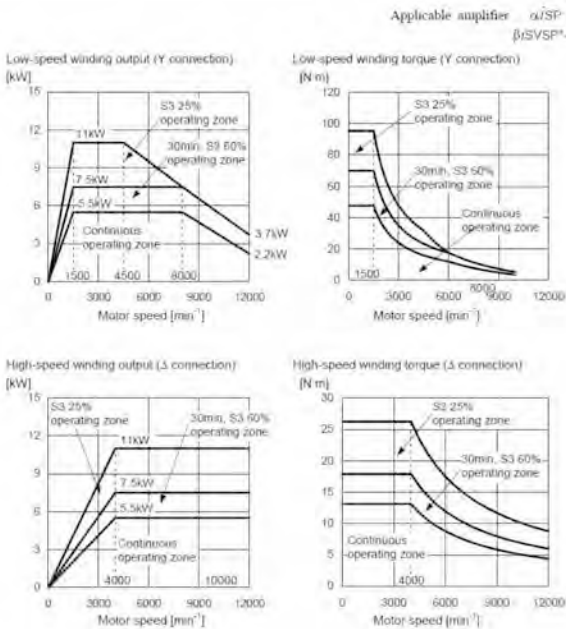 Applicable amplifier αiSP
βiSVSP*-
Low-speed winding output (Y connection)
[kW]
15
12
9
6
3
0
11kW
7.5kW
5.5kW
S3 25%
operating zone
30min, S3 60%
operating zone
Continuous
operating zone
3.7kW
2.2kW
1500 4500 8000
0 3000 6000 9000 12000
Motor speed [min⁻¹]
Low-speed winding torque (Y connection)
[N m]
120
100
80
60
40
20
0
S3 25%
operating zone
30min, S3 60%
operating zone
Continuous
operating zone
1500 8000
0 3000 6000 9000 12000
Motor speed [min⁻¹]
High-speed winding output (Δ connection)
[kW]
15
12
9
6
3
0
S3 25%
operating zone
30min, S3 60%
operating zone
11kW
7.5kW
5.5kW
Continuous
operating zone
4000 10000
0 3000 6000 9000 12000
Motor speed [min⁻¹]
High-speed winding torque (Δ connection)
[N m]
30
25
20
15
10
5
0
S3 25%
operating zone
30min, S3 60%
operating zone
Continuous
operating zone
4000
0 3000 6000 9000 12000
Motor speed [min⁻¹]